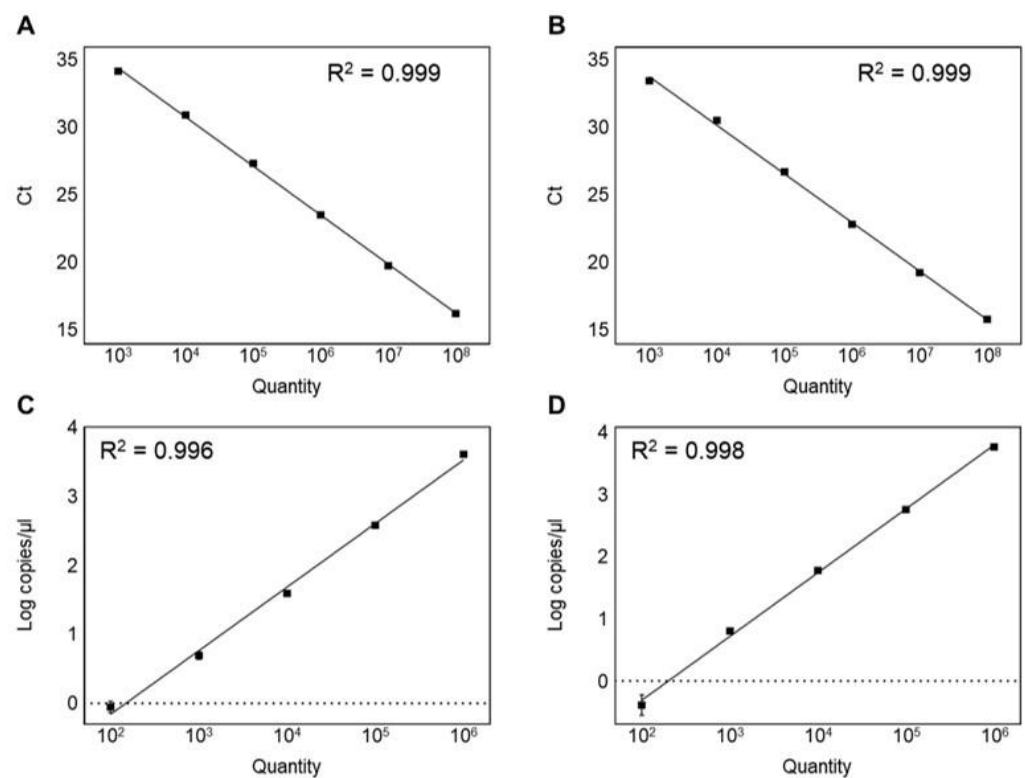 A
R² = 0.999
35
30
25
20
15
Ct
10³ 10⁴ 10⁵ 10⁶ 10⁷ 10⁸
Quantity
B
R² = 0.999
35
30
25
20
15
Ct
10³ 10⁴ 10⁵ 10⁶ 10⁷ 10⁸
Quantity
C
R² = 0.996
4
3
2
1
0
Log copies/µl
10² 10³ 10⁴ 10⁵ 10⁶
Quantity
D
R² = 0.998
4
3
2
1
0
Log copies/µl
10² 10³ 10⁴ 10⁵ 10⁶
Quantity